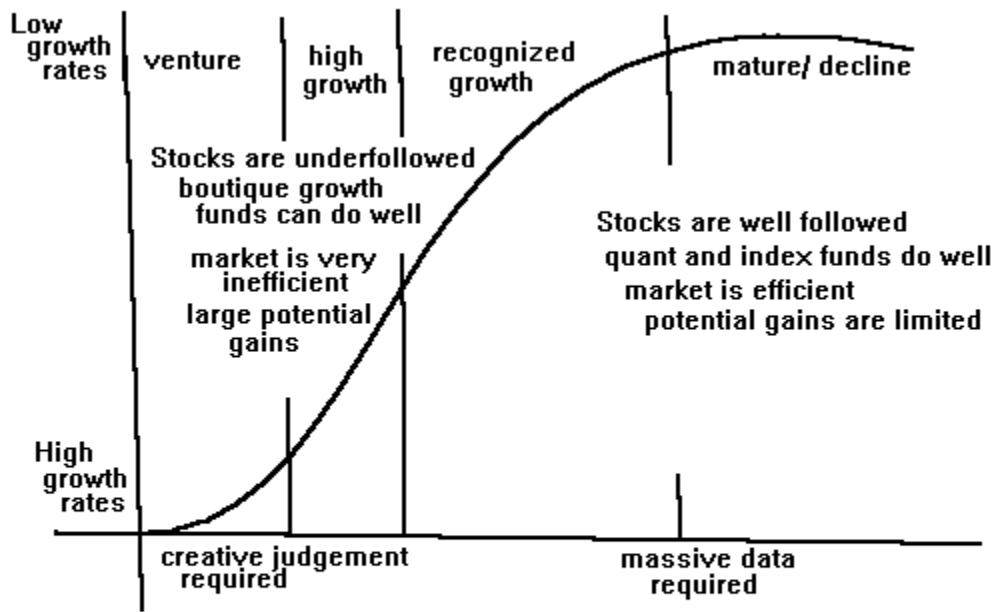 Low
growth
rates
venture
high
growth
recognized
growth
mature/ decline
Stocks are underfollowed
boutique growth
funds can do well
market is very
inefficient
large potential
gains
Stocks are well followed
quant and index funds do well
market is efficient
potential gains are limited
High
growth
rates
creative judgement
required
massive data
required